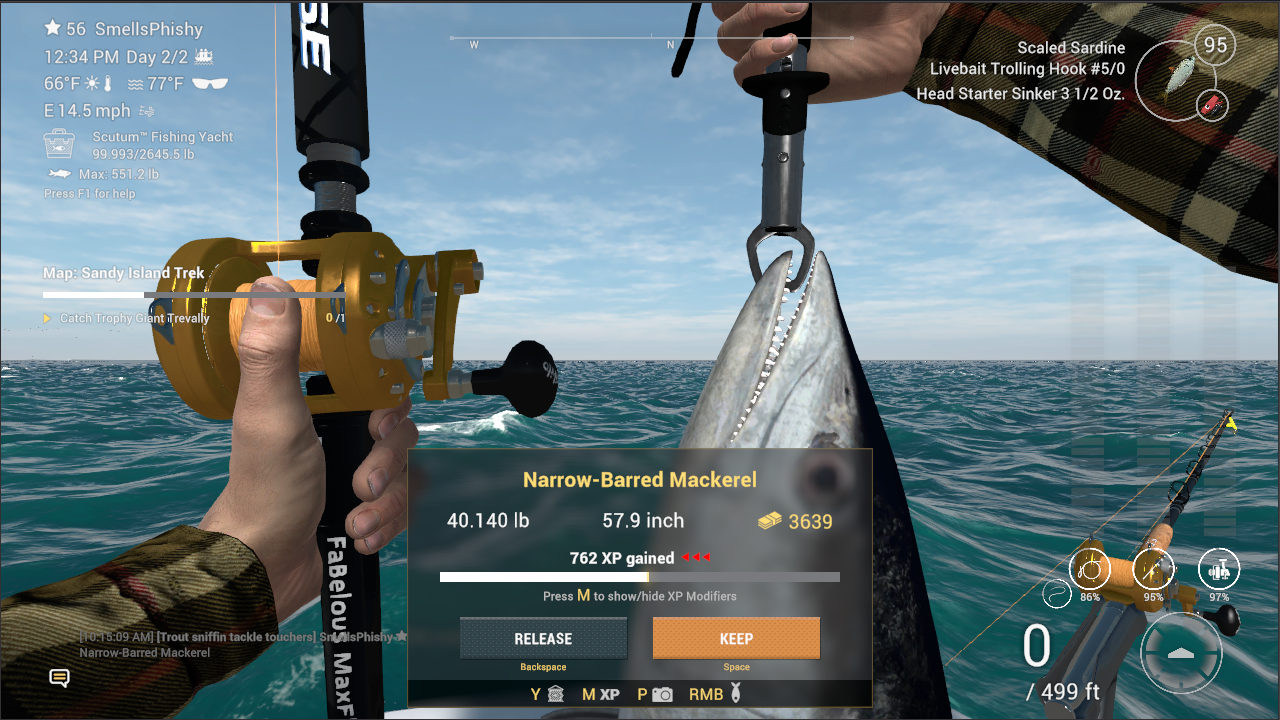 56 SmellsPhishy
12:34 PM Day 2/2
66°F 77°F
E 14.5 mph
Scutum™ Fishing Yacht
99.993/2645.5 lb
Max: 551.2 lb
Press F1 for help
W N
Scaled Sardine
Livebait Trolling Hook #5/0
Head Starter Sinker 3 1/2 Oz.
95
Map: Sandy Island Trek
Catch Trophy Giant Trevally 0 /1
Narrow-Barred Mackerel
40.140 lb 57.9 inch 3639
762 XP gained
Press M to show/hide XP Modifiers
RELEASE KEEP
Backspace Space
Y M XP P RMB
[10:15:09 AM] [Trout sniffin tackle touchers] SmellsPhishy
Narrow-Barred Mackerel
FaBelous MaxF
86% 95% 97%
0
/ 499 ft